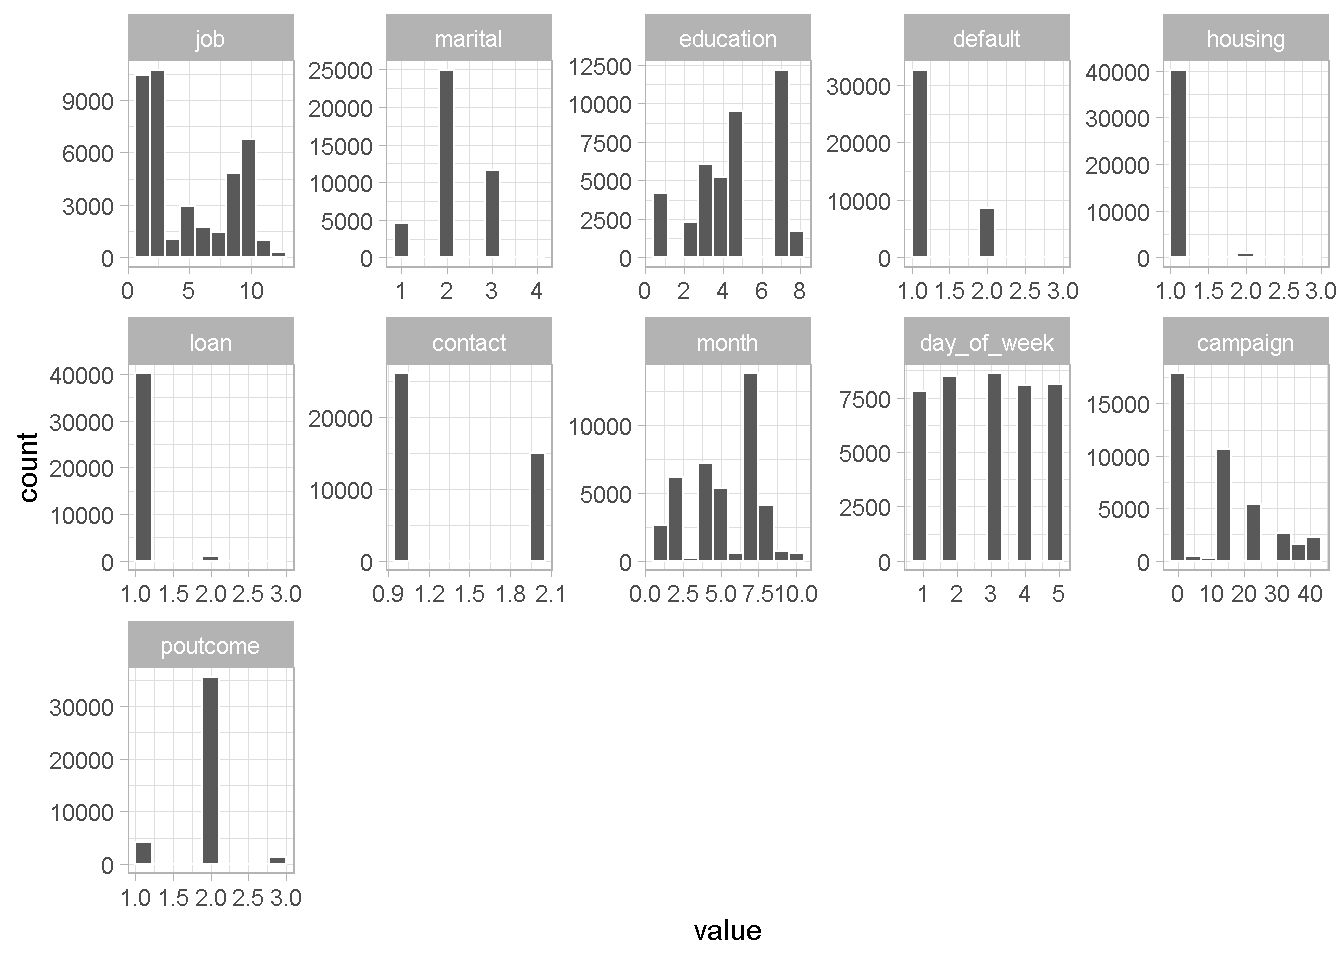 job marital education default housing
9000 6000 3000 0
0 5 10
25000 20000 15000 10000 5000 0
1 2 3 4
12500 10000 7500 5000 2500 0
0 2 4 6 8
30000 20000 10000 0
1.0 1.5 2.0 2.5 3.0
40000 30000 20000 10000 0
1.0 1.5 2.0 2.5 3.0
loan contact month day_of_week campaign
40000 30000 20000 10000 0
1.0 1.5 2.0 2.5 3.0
20000 10000 0
0.9 1.2 1.5 1.8 2.1
10000 5000 0
0.0 2.5 5.0 7.5 10.0
7500 5000 2500 0
1 2 3 4 5
15000 10000 5000 0
0 10 20 30 40
poutcome
30000 20000 10000 0
1.0 1.5 2.0 2.5 3.0
count
value